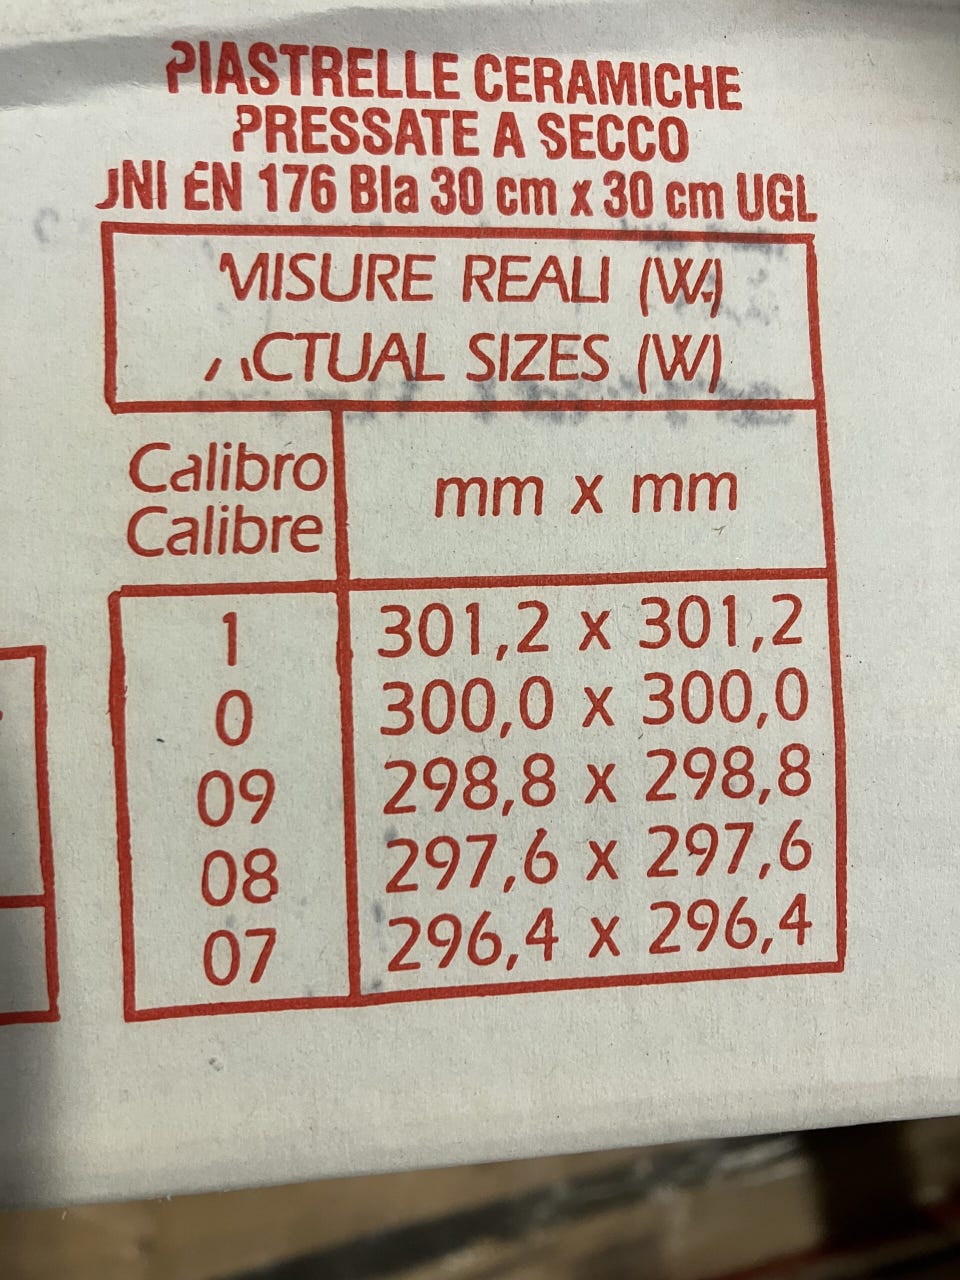 PIASTRELLE CERAMICHE
PRESSATE A SECCO
UNI EN 176 BIa 30 cm x 30 cm UGL
MISURE REALI (W)
ACTUAL SIZES (W)
Calibro
Calibre
mm x mm
1 301,2 x 301,2
0 300,0 x 300,0
09 298,8 x 298,8
08 297,6 x 297,6
07 296,4 x 296,4